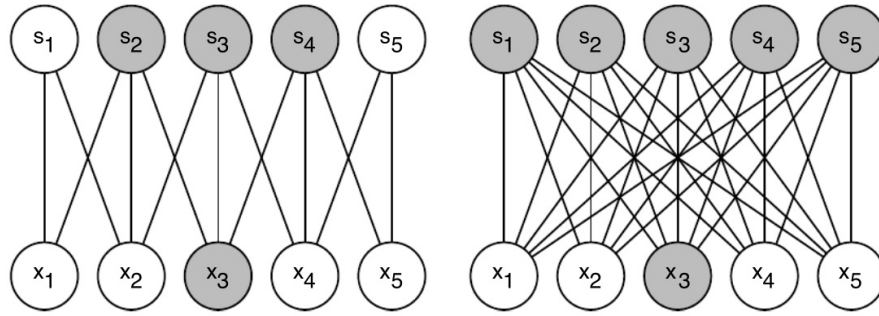 s1 s2 s3 s4 s5 s1 s2 s3 s4 s5
x1 x2 x3 x4 x5 x1 x2 x3 x4 x5